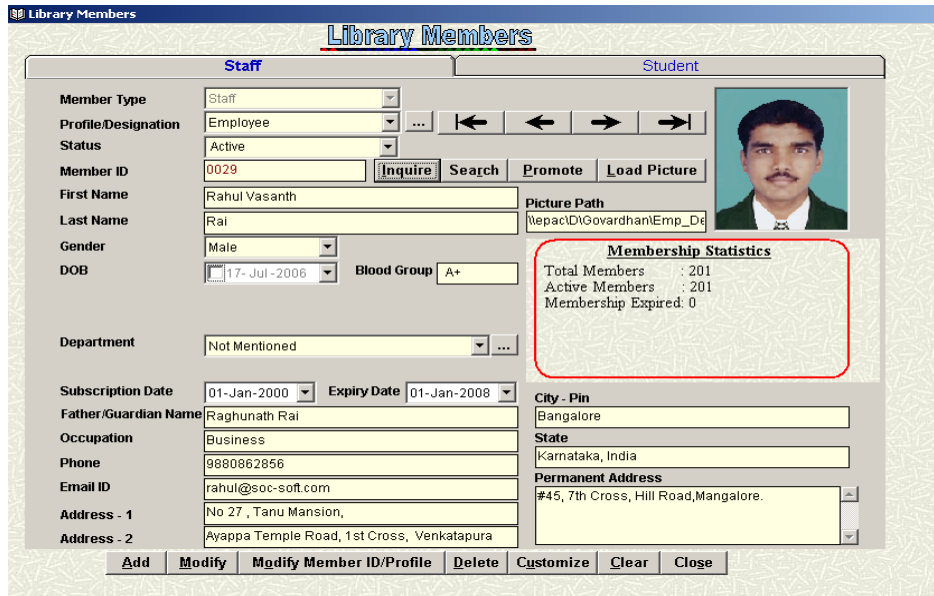 Library Members
Library Members
Staff Student
Member Type Staff
Profile/Designation Employee ...
Status Active
Member ID 0029 Inquire Search Promote Load Picture
First Name Rahul Vasanth
Picture Path
Last Name Rai \\epac\D\Govardhan\Emp_De
Gender Male
Membership Statistics
DOB 17- Jul -2006 Blood Group A+
Total Members : 201
Active Members : 201
Membership Expired: 0
Department Not Mentioned ...
Subscription Date 01-Jan-2000 Expiry Date 01-Jan-2008
City - Pin
Father/Guardian Name Raghunath Rai Bangalore
Occupation Business
State
Karnataka, India
Phone 9880862856
Permanent Address
Email ID rahul@soc-soft.com
#45, 7th Cross, Hill Road,Mangalore.
Address - 1 No 27 , Tanu Mansion,
Address - 2 Ayappa Temple Road, 1st Cross, Venkatapura
Add Modify Modify Member ID/Profile Delete Customize Clear Close